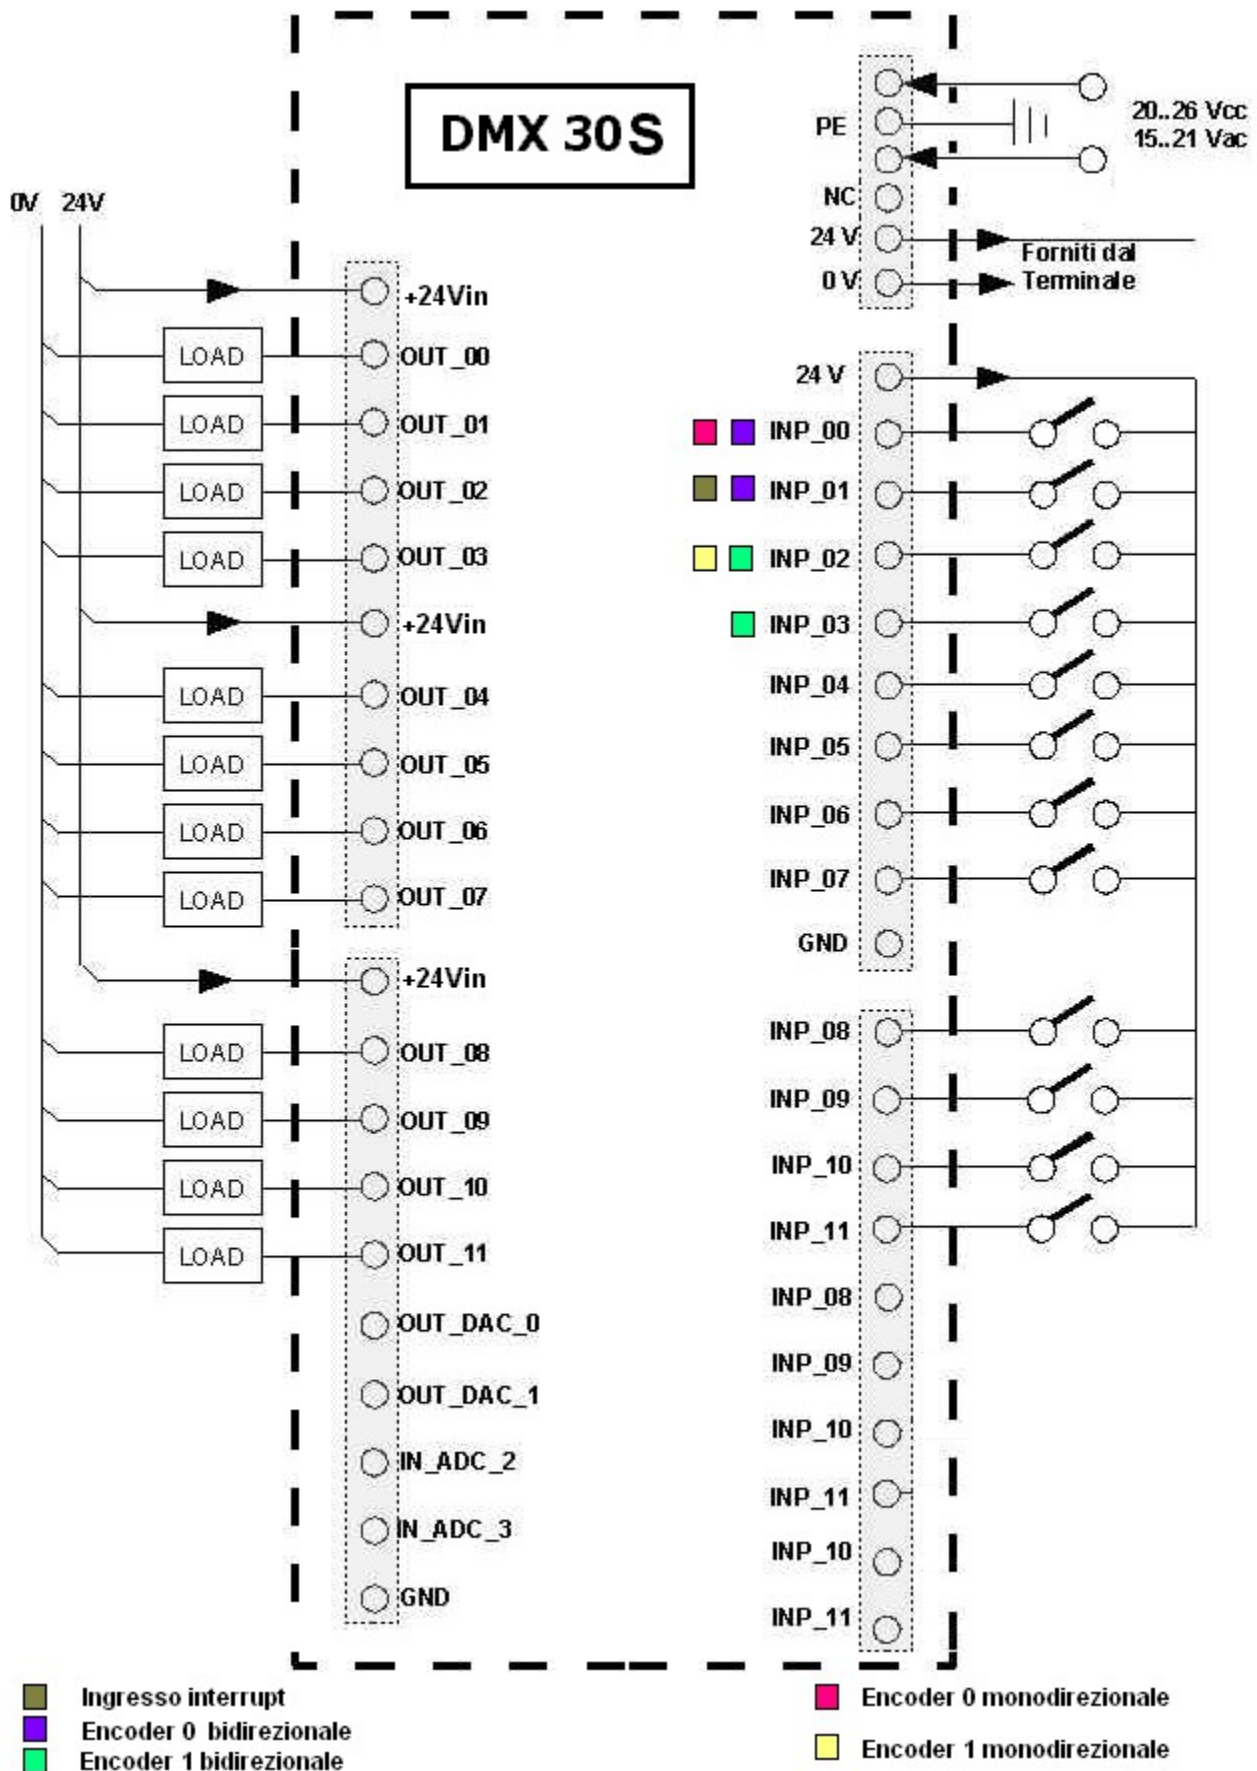 DMX 30S
PE
20..26 Vcc
15..21 Vac
NC
24 V
0 V
Forniti dal
Terminale
0V 24V
+24Vin
LOAD OUT_00
LOAD OUT_01
LOAD OUT_02
LOAD OUT_03
+24Vin
LOAD OUT_04
LOAD OUT_05
LOAD OUT_06
LOAD OUT_07
+24Vin
LOAD OUT_08
LOAD OUT_09
LOAD OUT_10
LOAD OUT_11
OUT_DAC_0
OUT_DAC_1
IN_ADC_2
IN_ADC_3
GND
24 V
INP_00
INP_01
INP_02
INP_03
INP_04
INP_05
INP_06
INP_07
GND
INP_08
INP_09
INP_10
INP_11
INP_08
INP_09
INP_10
INP_11
INP_10
INP_11
Ingresso interrupt
Encoder 0 bidirezionale
Encoder 1 bidirezionale
Encoder 0 monodirezionale
Encoder 1 monodirezionale